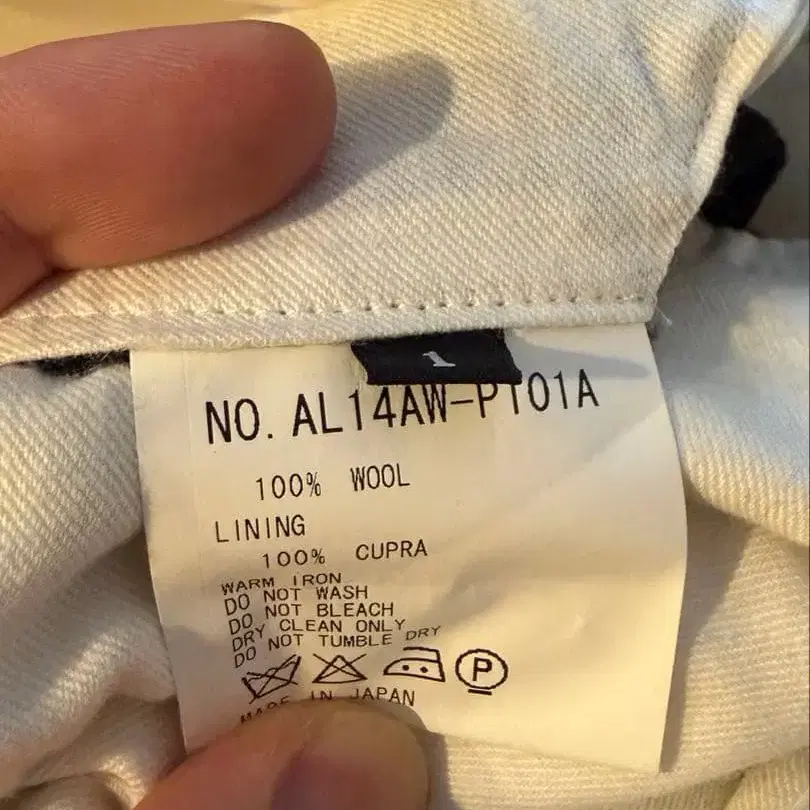 1
NO. AL14AW-PT01A
100% WOOL
LINING
100% CUPRA
WARM IRON
DO NOT WASH
DO NOT BLEACH
DRY CLEAN ONLY
DO NOT TUMBLE DRY
P
MADE IN JAPAN